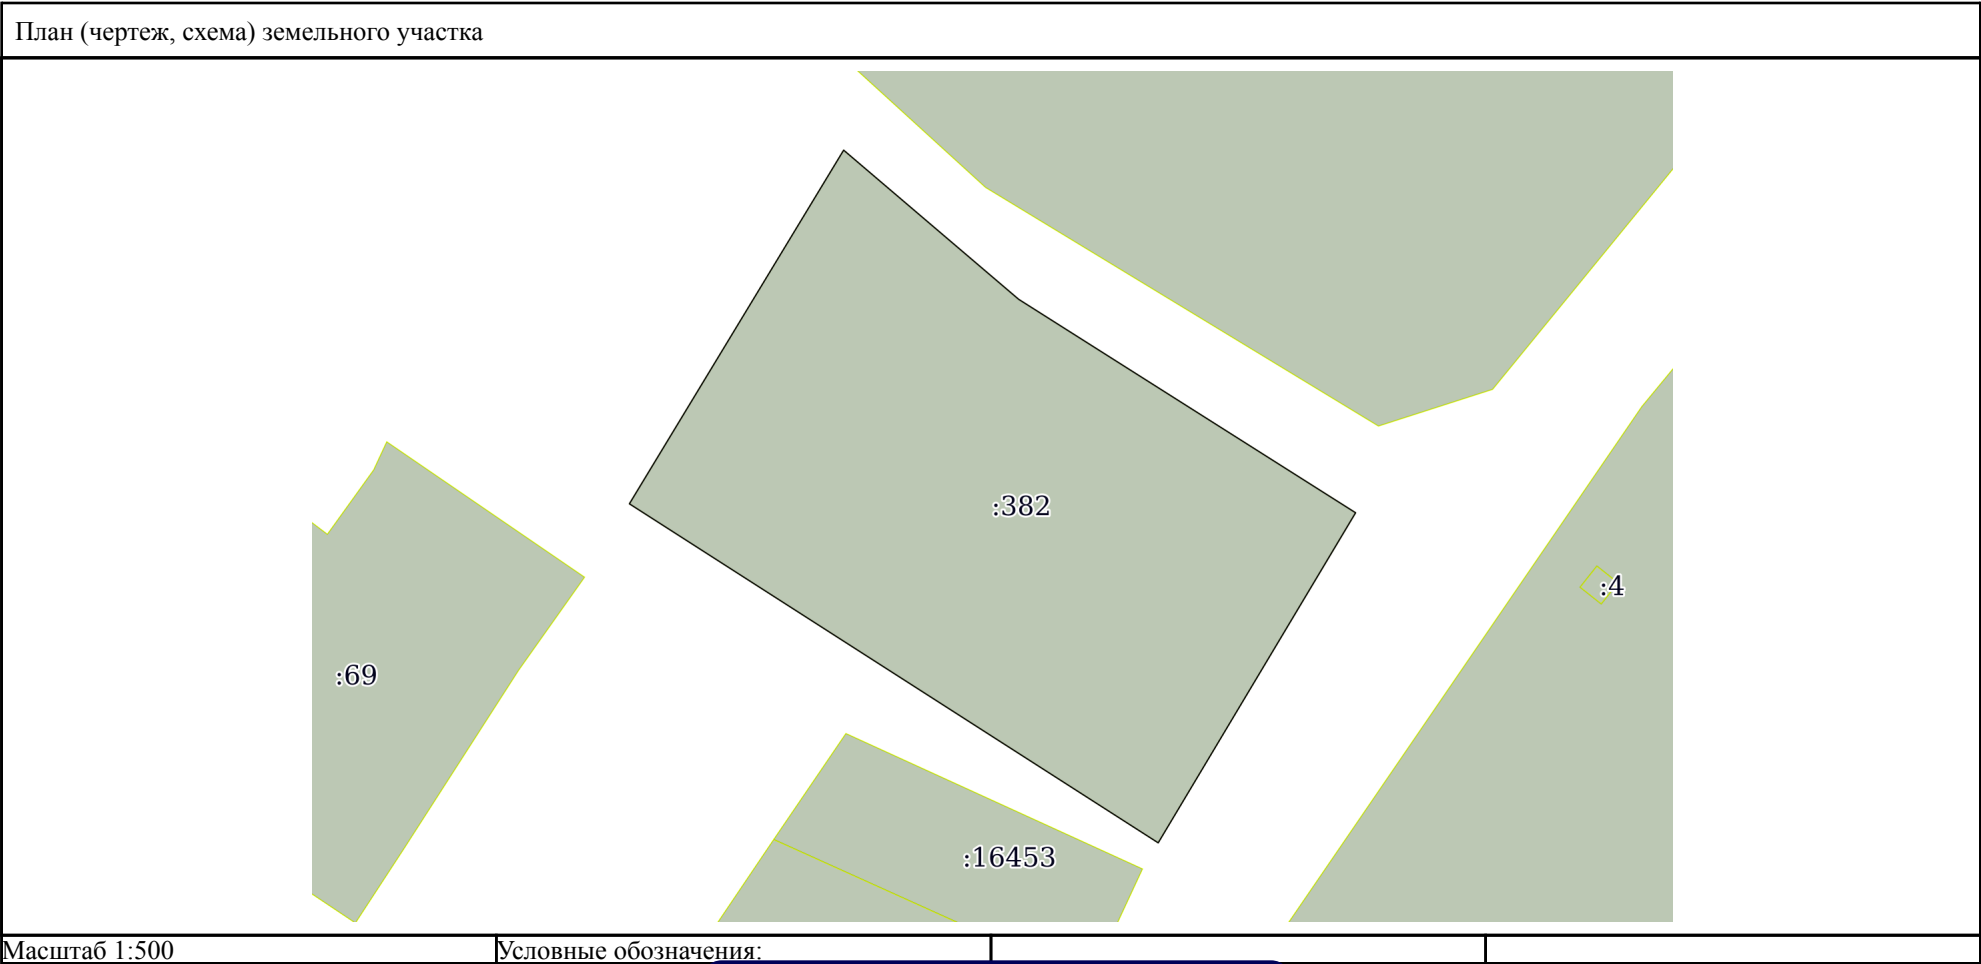 План (чертеж, схема) земельного участка
:382
:4
:69
:16453
Масштаб 1:500
Условные обозначения: